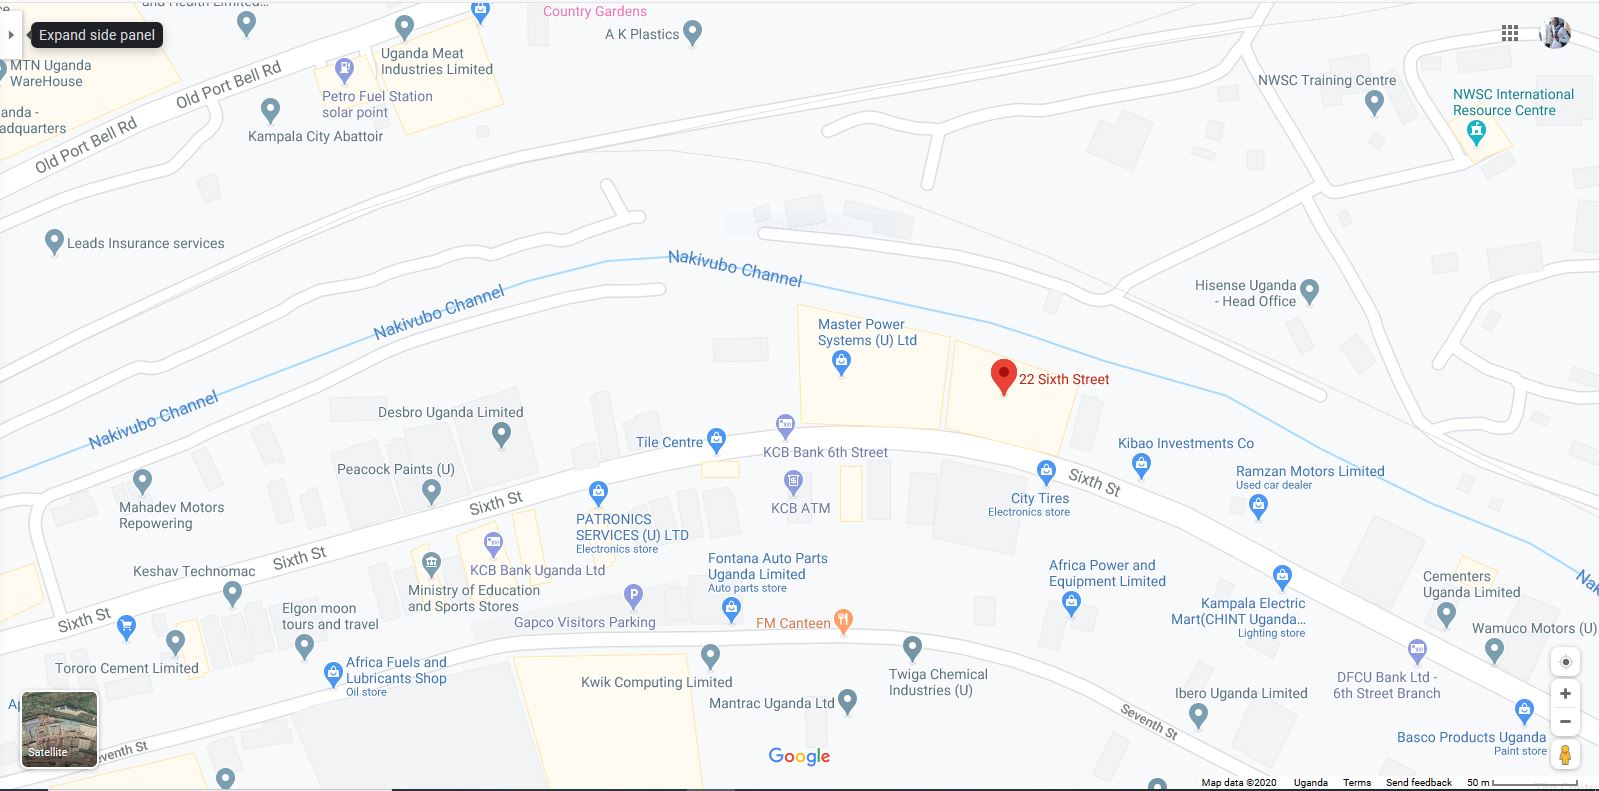 and Health Limited...
Country Gardens
A K Plastics
Expand side panel
MTN Uganda
WareHouse
Uganda Meat
Industries Limited
Old Port Bell Rd
Petro Fuel Station
solar point
Kampala City Abattoir
anda -
adquarters
Old Port Bell Rd
NWSC Training Centre
NWSC International
Resource Centre
Leads Insurance services
Nakivubo Channel
Nakivubo Channel
Nakivubo Channel
Hisense Uganda
- Head Office
Master Power
Systems (U) Ltd
22 Sixth Street
Desbro Uganda Limited
Tile Centre
KCB Bank 6th Street
Kibao Investments Co
Peacock Paints (U)
Sixth St
Ramzan Motors Limited
Used car dealer
Mahadev Motors
Repowering
Sixth St
KCB ATM
City Tires
Electronics store
PATRONICS
SERVICES (U) LTD
Electronics store
Sixth St
Keshav Technomac
KCB Bank Uganda Ltd
Fontana Auto Parts
Uganda Limited
Auto parts store
Africa Power and
Equipment Limited
Cementers
Uganda Limited
Ministry of Education
and Sports Stores
Elgon moon
tours and travel
Sixth St
Gapco Visitors Parking
FM Canteen
Kampala Electric
Mart(CHINT Uganda...
Lighting store
Wamuco Motors (U)
Tororo Cement Limited
Africa Fuels and
Lubricants Shop
Oil store
Kwik Computing Limited
Twiga Chemical
Industries (U)
DFCU Bank Ltd -
6th Street Branch
Mantrac Uganda Ltd
Ibero Uganda Limited
Seventh St
Basco Products Uganda
Paint store
Satellite
eventh St
Google
Map data ©2020
Uganda
Terms
Send feedback
50 m